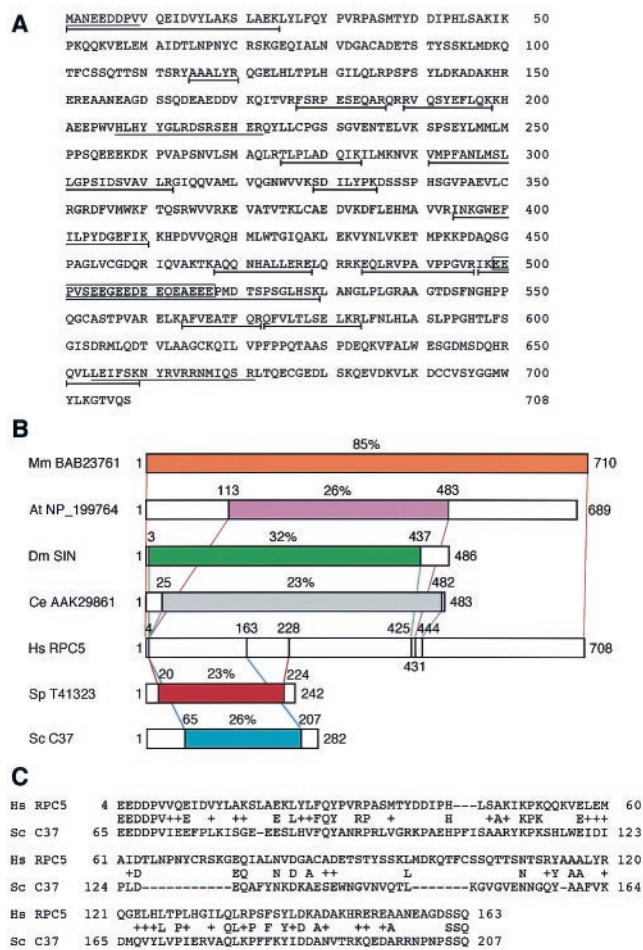 A
MANEEDDPVV QEIDVYLAKS LAEKLYLFQY PVRPASMTYD DIPHLSAKIK 50
PKQQKVELEM AIDTLNPNYC RSKGEQIALN VDGACADETS TYSSKLMDKQ 100
TFCSSQTTSN TSRYAAALYR QGELHLTPLH GILQLRPSFS YLDKADAKHR 150
EREAANEAGD SSQDEAEDDV KQITVRFSRP ESEQARQRRV QSYEFLQKKH 200
AEEPWVHLHY YGLRDSRSEH ERQYLLCPGS SGVENTELVK SPSEYLMMLM 250
PPSQEEEKDK PVAPSNVLSM AQLRTLPLAD QIKILMKNVK VMPFANLMSL 300
LGPSIDSVAV LRGIQQVAML VQGNWVVKSD ILYPKDSSSP HSGVPAEVLC 350
RGRDFVMWKF TQSRWVVRKE VATVTKLCAE DVKDFLEHMA VVRINKGWEF 400
ILPYDGEFIK KHPDVVQRQH MLWTGIQAKL EKVYNLVKET MPKKPDAQSG 450
PAGLVCGDQR IQVAKTKAQQ NHALLERELQ RRKEQLRVPA VPPGVRIKEE 500
PVSEEGEEDE EQEAEEEPMD TSPSGLHSKL ANGLPLGRAA GTDSFNGHPP 550
QGCASTPVAR ELKAFVEATF QRQFVLTLSE LKRLFNLHLA SLPPGHTLFS 600
GISDRMLQDT VLAAGCKQIL VPFPPQTAAS PDEQKVFALW ESGDMSDQHR 650
QVLLEIFSKN YRVRRNMIQS RLTQECGEDL SKQEVDKVLK DCCVSYGGMW 700
YLKGTVQS 708
B
85%
Mm BAB23761 1 710
113 26% 483
At NP_199764 1 689
3 32% 437
Dm SIN 1 486
25 23% 482
Ce AAK29861 1 483
4 163 228 425 444
Hs RPC5 1 708
431
20 23% 224
Sp T41323 1 242
65 26% 207
Sc C37 1 282
C
Hs RPC5 4 EEDDPVVQEIDVYLAKSLAEKLYLFQYPVRPASMTYDDIPH---LSAKIKPKQQKVELEM 60
EEDDPV++E + E+L +FQY RP + H +A+ KPK E+++
Sc C37 65 EEDDPVIEEFPLKISGE-EESLHVFQYANRPRLVGRKPAEHPFISAARYKPKSHLWEIDI 123
Hs RPC5 61 AIDTLNPNYCRSKGEQIALNVDGACADETSTYSSKLMDKQTFCSSQTTSNTSRYAAALYR 120
+D EQ N D A ++ L N +Y A +
Sc C37 124 PLD-----------EQAFYNKDKAESEWNGVNVQTL-----KGVGVENNGQY-AAFVK 164
Hs RPC5 121 QGELHLTPLHGILQLRPSFSYLDKADAKHREREAANEAGDSSQ 163
+++L P+ + QL+P F Y+D A+ ++ A SSQ
Sc C37 165 DMQVYLVPIERVAQLKPFFKYIDDANVTRKQEDARRNPNPSSQ 207